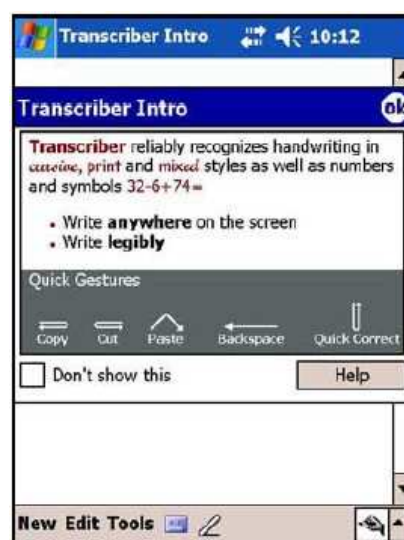 Transcriber Intro 10:12
Transcriber Intro ok
Transcriber reliably recognizes handwriting in
cursive, print and mixed styles as well as numbers
and symbols 32-6+74=
• Write anywhere on the screen
• Write legibly
Quick Gestures
Copy Cut Paste Backspace Quick Correct
Don't show this Help
New Edit Tools